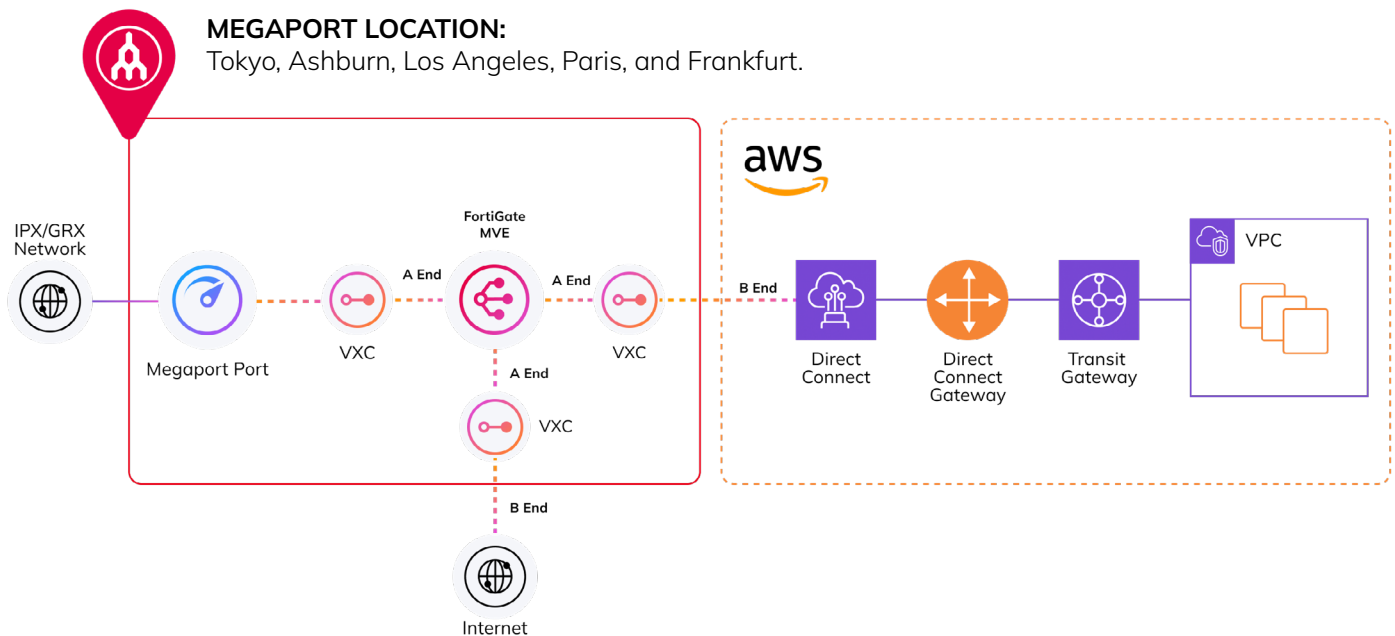 MEGAPORT LOCATION:
Tokyo, Ashburn, Los Angeles, Paris, and Frankfurt.
aws
IPX/GRX
Network
Megaport Port
VXC
A End
FortiGate
MVE
A End
VXC
A End
VXC
B End
Internet
B End
Direct
Connect
Direct
Connect
Gateway
Transit
Gateway
VPC